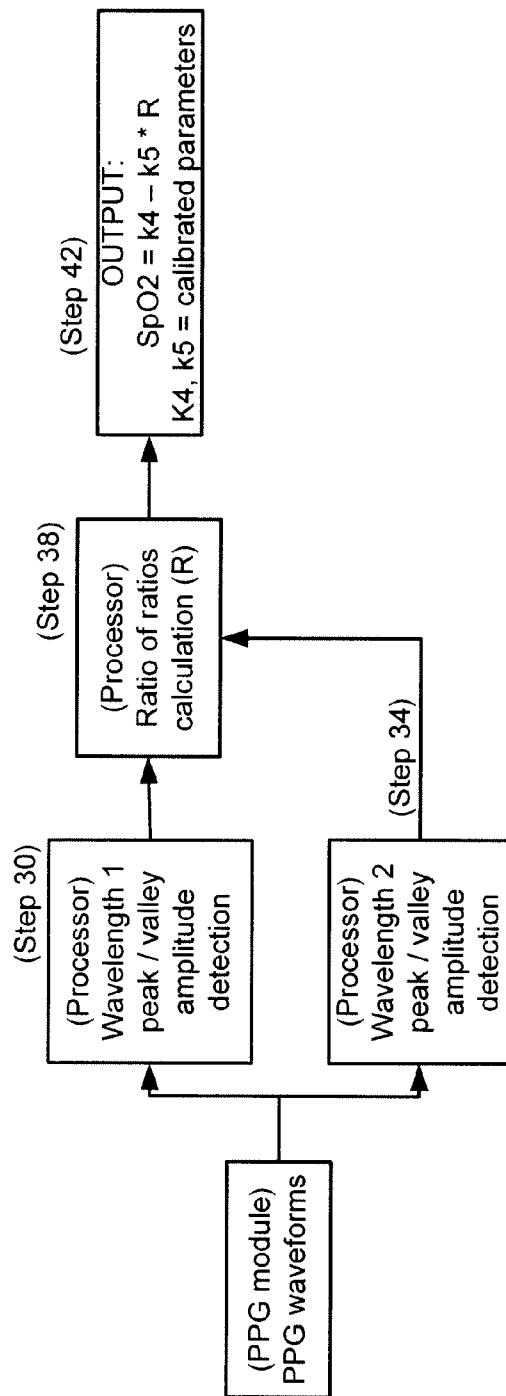 (PPG module)
PPG waveforms
(Step 30)
(Processor)
Wavelength 1
peak / valley
amplitude
detection
(Step 34)
(Processor)
Wavelength 2
peak / valley
amplitude
detection
(Step 38)
(Processor)
Ratio of ratios
calculation (R)
(Step 42)
OUTPUT:
SpO2 = k4 – k5 * R
K4, k5 = calibrated parameters